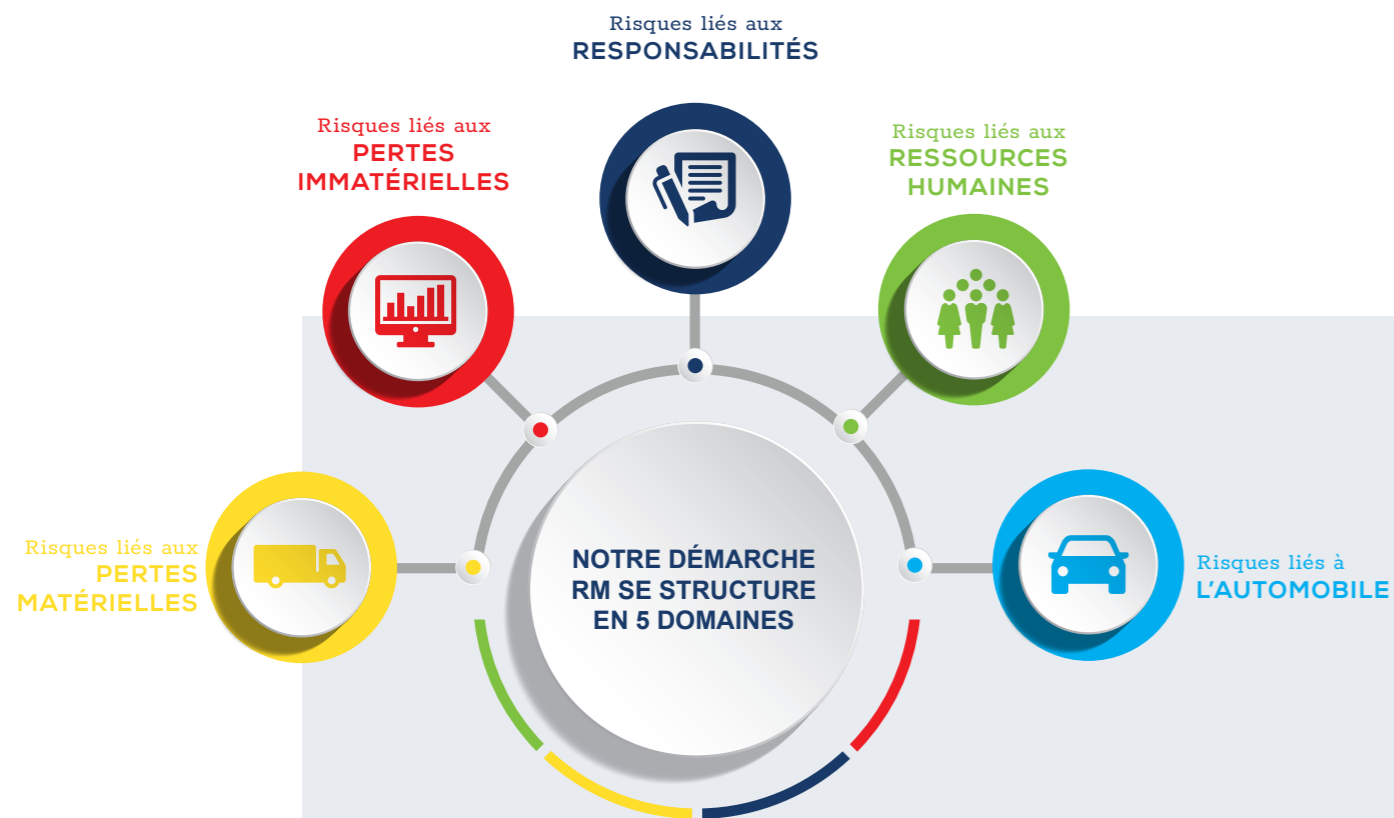 Risques liés aux
RESPONSABILITÉS
Risques liés aux
PERTES
IMMATÉRIELLES
Risques liés aux
RESSOURCES
HUMAINES
Risques liés aux
PERTES
MATÉRIELLES
NOTRE DÉMARCHE
RM SE STRUCTURE
EN 5 DOMAINES
Risques liés à
L'AUTOMOBILE